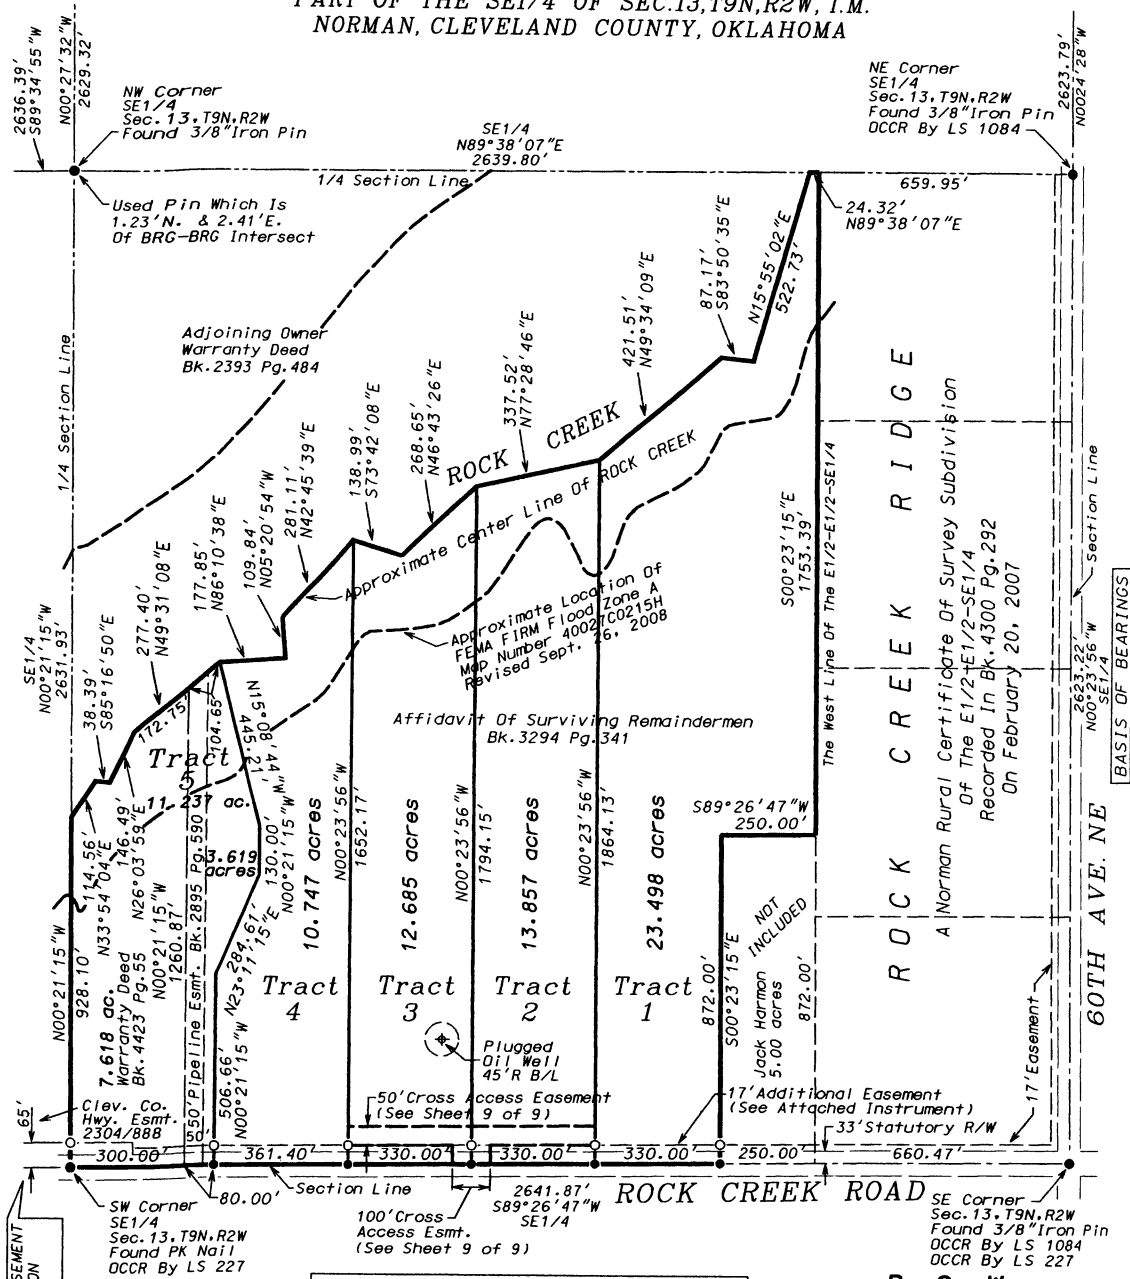 PART OF THE SE1/4 OF SEC.13,T9N,R2W, I.M.
NORMAN, CLEVELAND COUNTY, OKLAHOMA
2636.39'
S89°34'55"W
N00°27'32"W
2629.32'
NW Corner
SE1/4
Sec.13,T9N,R2W
Found 3/8"Iron Pin
SE1/4
N89°38'07"E
2639.80'
1/4 Section Line
NE Corner
SE1/4
Sec.13,T9N,R2W
Found 3/8"Iron Pin
OCCR By LS 1084
2623.79'
N0024'28"W
659.95'
24.32'
N89°38'07"E
Used Pin Which Is
1.23'N. & 2.41'E.
Of BRG-BRG Intersect
1/4 Section Line
Adjoining Owner
Warranty Deed
Bk.2393 Pg.484
SE1/4
N00°21'15"W
2631.93'
38.39'
S85°16'50"E
277.40'
N49°31'08"E
177.85'
N86°10'38"E
109.84'
N05°20'54"W
281.11'
N42°45'39"E
138.99'
S73°42'08"E
268.65'
N46°43'26"E
337.52'
N77°28'46"E
421.51'
N49°34'09"E
87.17'
S83°50'35"E
N15°55'02"E
522.73'
ROCK CREEK
Approximate Center Line Of ROCK CREEK
Approximate Location Of
FEMA FIRM Flood Zone A
Map Number 40027C0215H
Revised Sept. 26, 2008
S00°23'15"E
1753.39'
The West Line Of The E1/2-E1/2-SE1/4
ROCK CREEK RIDGE
A Norman Rural Certificate Of Survey Subdivision
Of The E1/2-E1/2-SE1/4
Recorded In Bk.4300 Pg.292
On February 20, 2007
Section Line
2623.22'
N00°23'56"W
SE1/4
BASIS OF BEARINGS
60TH AVE. NE
Affidavit Of Surviving Remaindermen
Bk.3294 Pg.341
172.75'
104.65'
N15°08'44"W
445.21'
Tract
5
11.237 ac.
3.619
acres
114.56'
N33°54'04"E
146.49'
N26°03'59"E
N00°21'15"W
1260.87'
50'Pipeline Esmt. Bk.2895 Pg.590
130.00'
N00°21'15"W
284.61'
N23°11'15"E
506.66'
N00°21'15"W
N00°21'15"W
928.10'
7.618 ac.
Warranty Deed
Bk.4423 Pg.55
10.747 acres
N00°23'56"W
1652.17'
12.685 acres
N00°23'56"W
1794.15'
13.857 acres
N00°23'56"W
1864.13'
23.498 acres
S89°26'47"W
250.00'
Tract
4
Tract
3
Tract
2
Tract
1
872.00'
S00°23'15"E
NOT
INCLUDED
Jack Harmon
5.00 acres
872.00'
Plugged
Oil Well
45'R B/L
50'Cross Access Easement
(See Sheet 9 of 9)
17'Additional Easement
(See Attached Instrument)
33'Statutory R/W
17'Easement
65'
Clev. Co.
Hwy. Esmt.
2304/888
50'
300.00'
361.40'
330.00'
330.00'
330.00'
250.00'
660.47'
80.00'
Section Line
2641.87'
S89°26'47"W
SE1/4
ROCK CREEK ROAD
SW Corner
SE1/4
Sec.13,T9N,R2W
Found PK Nail
OCCR By LS 227
100'Cross
Access Esmt.
(See Sheet 9 of 9)
SE Corner
Sec.13,T9N,R2W
Found 3/8"Iron Pin
OCCR By LS 1084
OCCR By LS 227